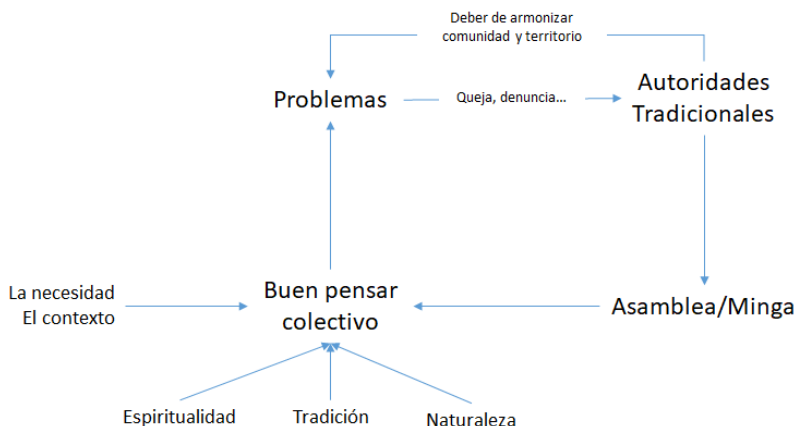 Deber de armonizar
comunidad y territorio
Problemas
Queja, denuncia...
Autoridades
Tradicionales
La necesidad
El contexto
Buen pensar
colectivo
Asamblea/Minga
Espiritualidad
Tradición
Naturaleza